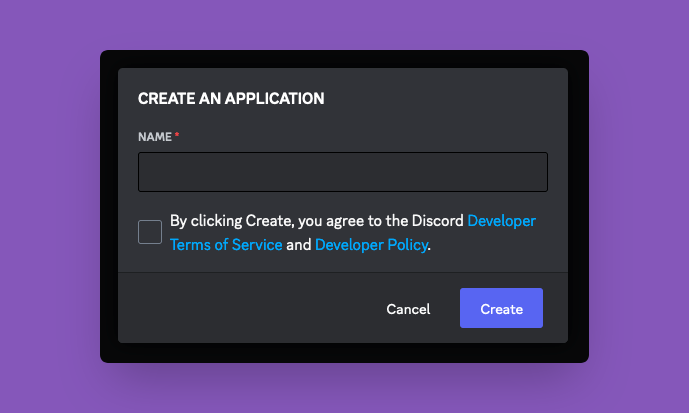 CREATE AN APPLICATION
NAME *
By clicking Create, you agree to the Discord Developer
Terms of Service and Developer Policy.
Cancel Create